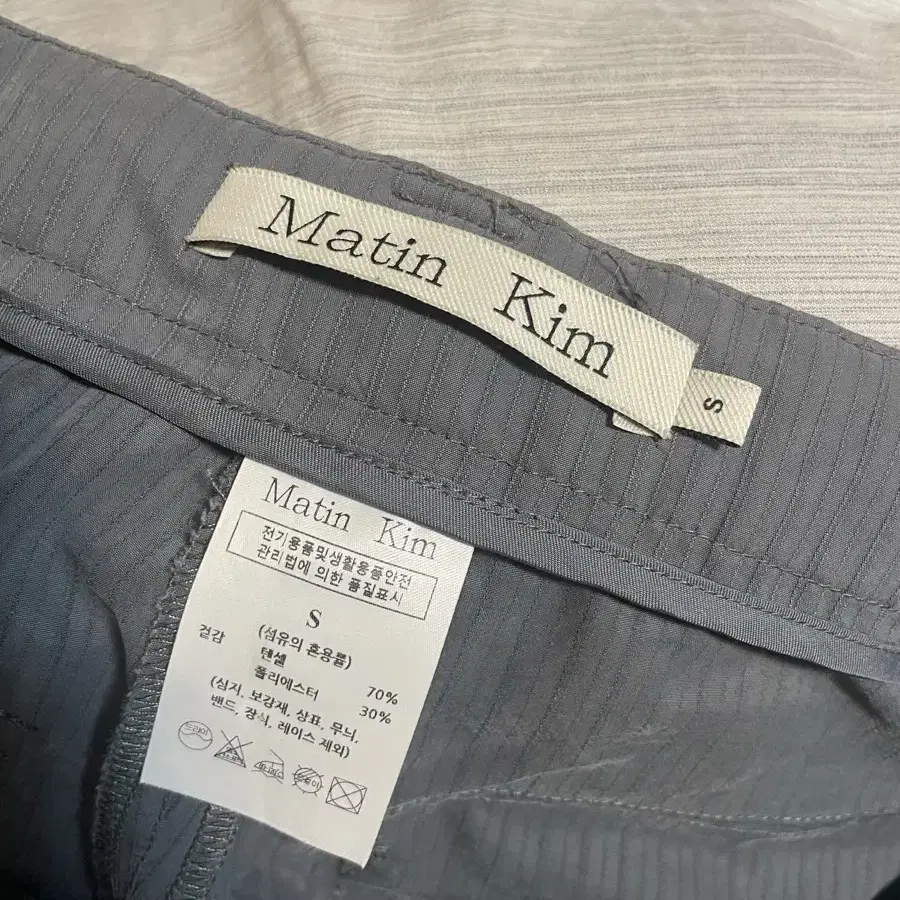 Matin Kim
S
Matin Kim
전기용품및생활용품안전
관리법에 의한 품질표시
S
겉감 (섬유의 혼용률)
텐셀 70%
폴리에스터 30%
(심지, 보강재, 상표, 무늬,
밴드, 장식, 레이스 제외)
드라이